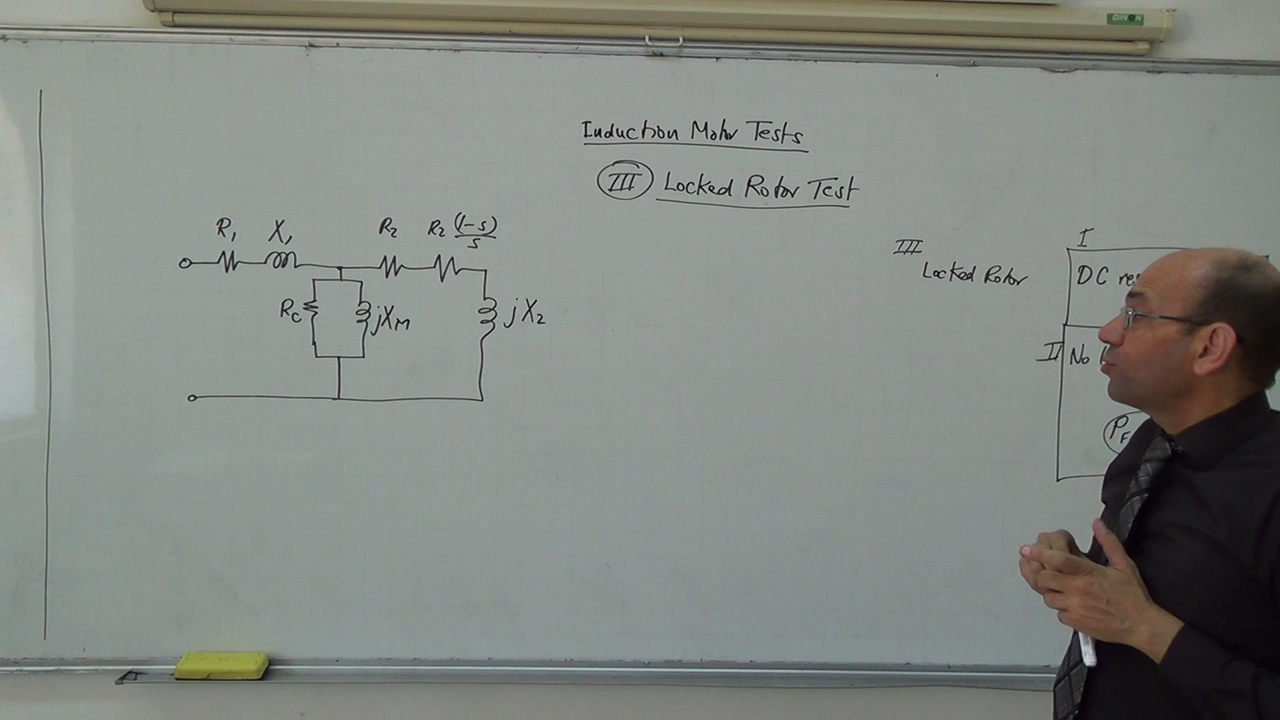 DINON
Induction Motor Tests
III Locked Rotor Test
R1 X1 R2 R2 (1-s)
s
RC jXM jX2
III
Locked Rotor
I
DC re
II No
PF